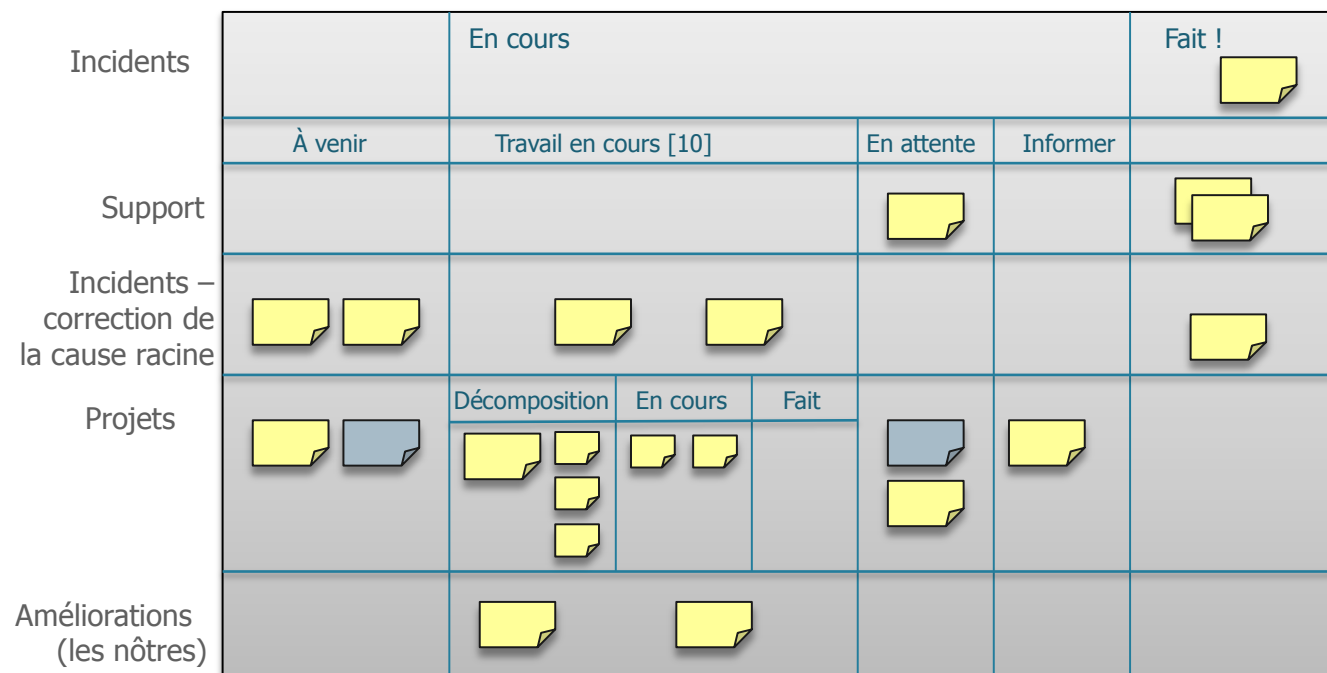 Incidents
En cours
Fait !
À venir
Travail en cours [10]
En attente
Informer
Support
Incidents –
correction de
la cause racine
Projets
Décomposition
En cours
Fait
Améliorations
(les nôtres)